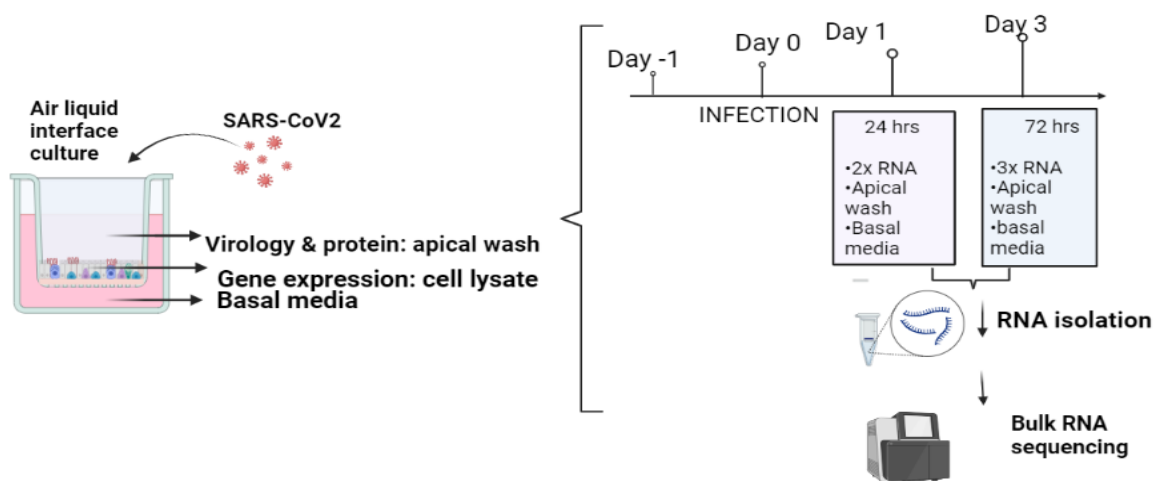 Air liquid
interface
culture
SARS-CoV2
Virology & protein: apical wash
Gene expression: cell lysate
Basal media
Day -1
Day 0
Day 1
Day 3
INFECTION
24 hrs
•2x RNA
•Apical
wash
•Basal
media
72 hrs
•3x RNA
•Apical
wash
•basal
media
RNA isolation
Bulk RNA
sequencing